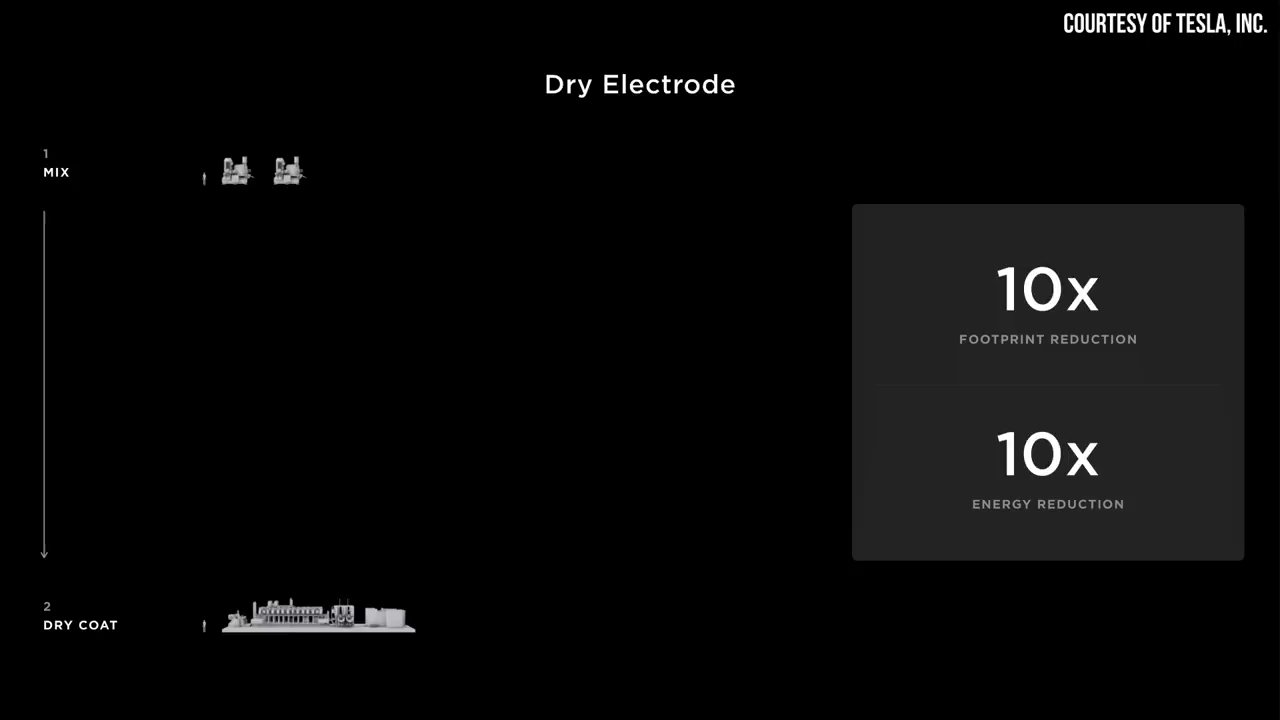 COURTESY OF TESLA, INC.
Dry Electrode
1
MIX
10x
FOOTPRINT REDUCTION
10x
ENERGY REDUCTION
2
DRY COAT